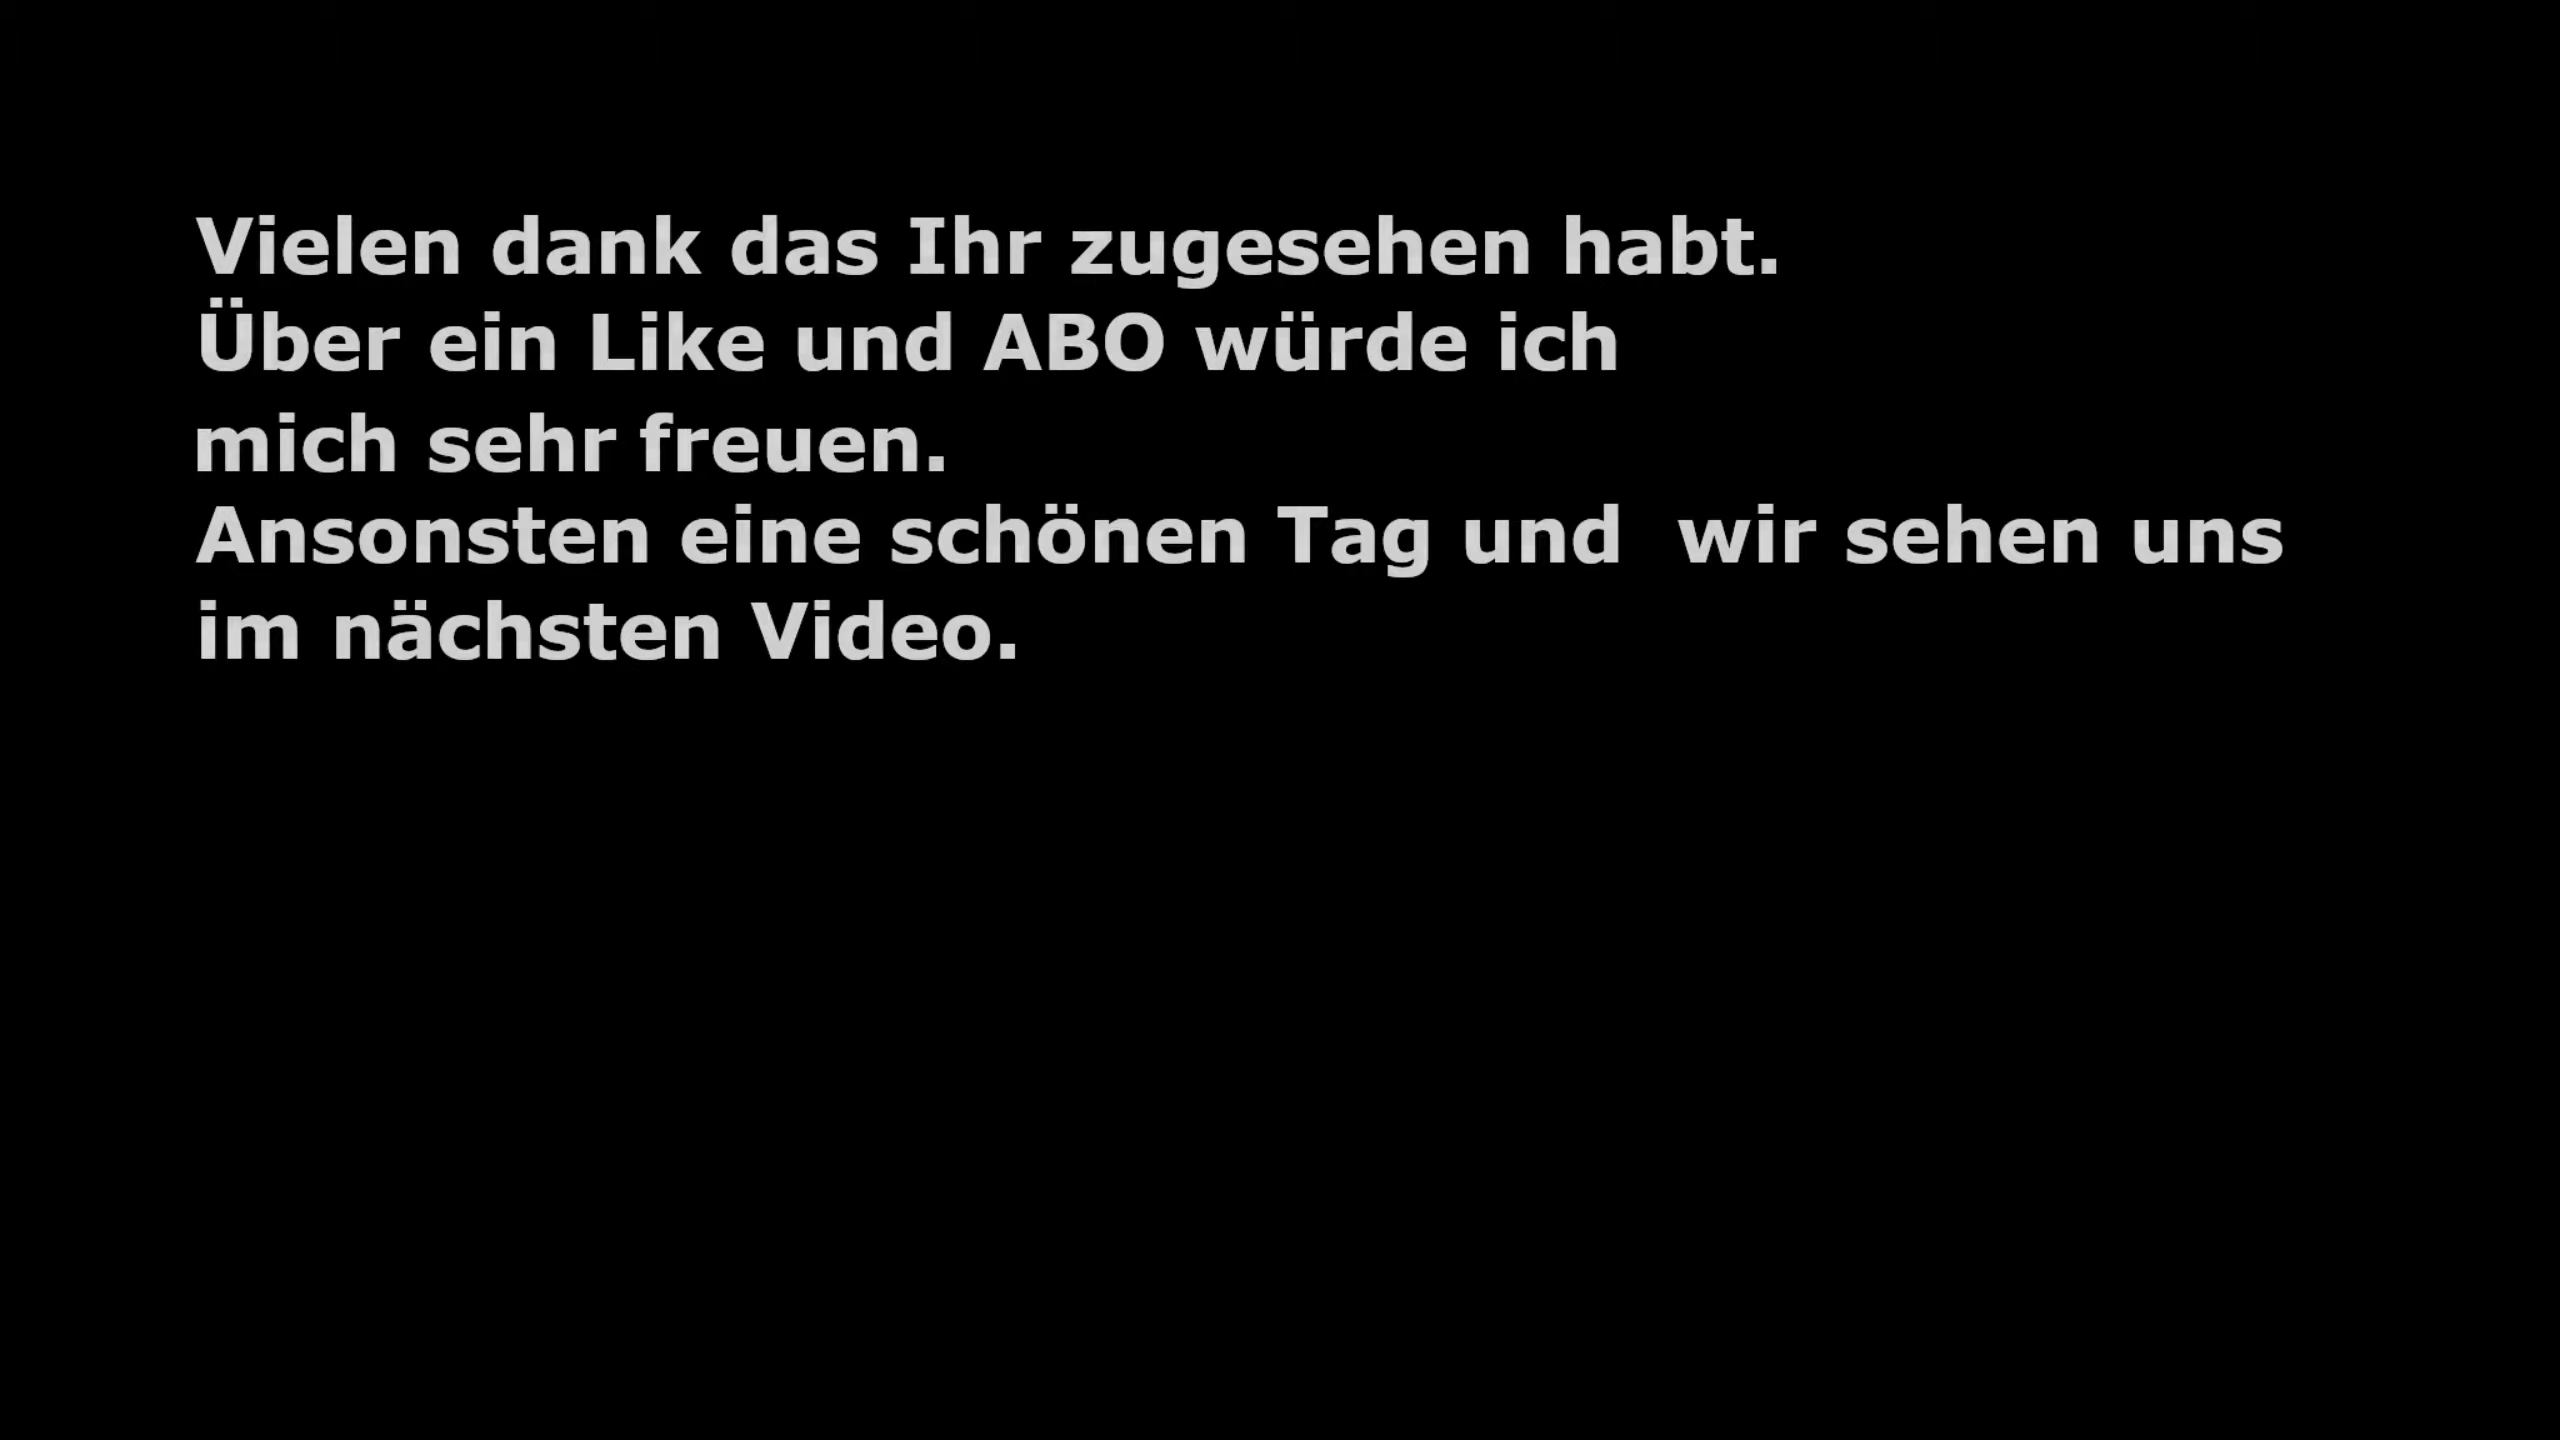 Vielen dank das Ihr zugesehen habt.
Über ein Like und ABO würde ich
mich sehr freuen.
Ansonsten eine schönen Tag und  wir sehen uns
im nächsten Video.